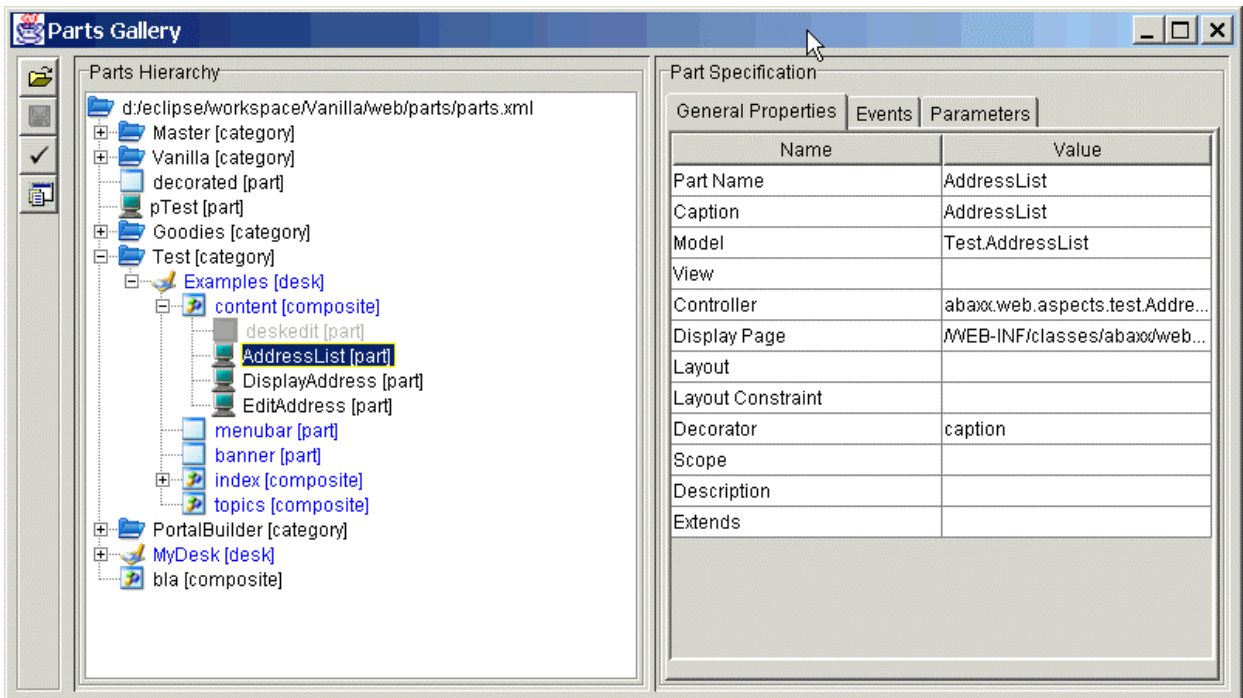 Parts Gallery
Parts Hierarchy
d:/eclipse/workspace/Vanilla/web/parts/parts.xml
Master [category]
Vanilla [category]
decorated [part]
pTest [part]
Goodies [category]
Test [category]
Examples [desk]
content [composite]
deskedit [part]
AddressList [part]
DisplayAddress [part]
EditAddress [part]
menubar [part]
banner [part]
index [composite]
topics [composite]
PortalBuilder [category]
MyDesk [desk]
bla [composite]
Part Specification
General Properties Events Parameters
Name Value
Part Name AddressList
Caption AddressList
Model Test.AddressList
View
Controller abaxx.web.aspects.test.Addre...
Display Page /WEB-INF/classes/abaxx/web...
Layout
Layout Constraint
Decorator caption
Scope
Description
Extends